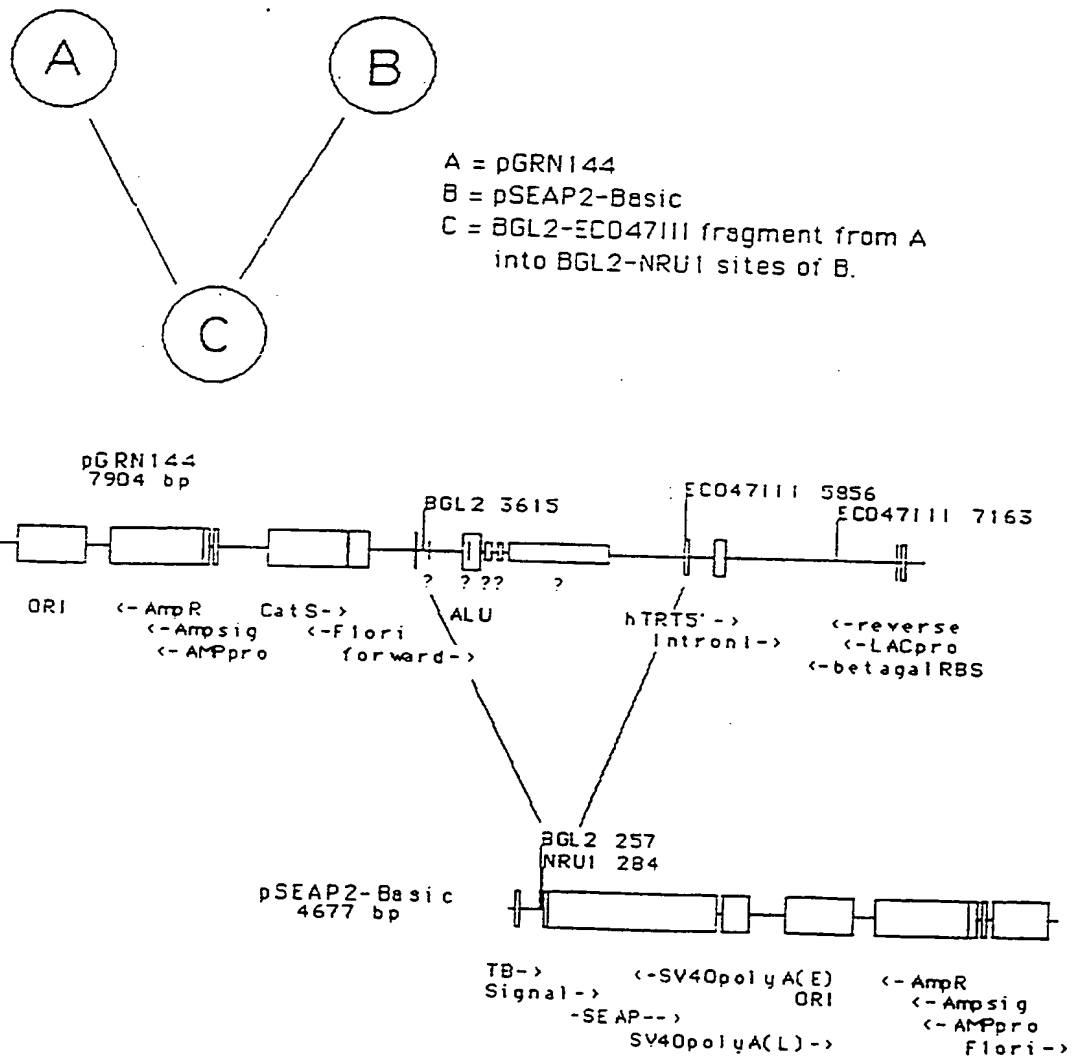 A
B
C
A = pGRN144
B = pSEAP2-Basic
C = BGL2-ECO47III fragment from A
into BGL2-NRU1 sites of B.
pGRN144
7904 bp
BGL2 3615
ECO47III 5856
ECO47III 7163
? ? ?? ?
ORI
<-AmpR
<-Ampsig
<-AMPpro
CatS->
<-F1ori
forward->
ALU
hTRT5'->
Intron1->
<-reverse
<-LACpro
<-betagalRBS
BGL2 257
NRU1 284
pSEAP2-Basic
4677 bp
TB->
Signal->
-SEAP-->
<-SV40polyA(E)
ORI
SV40polyA(L)->
<-AmpR
<-Ampsig
<-AMPpro
F1ori->